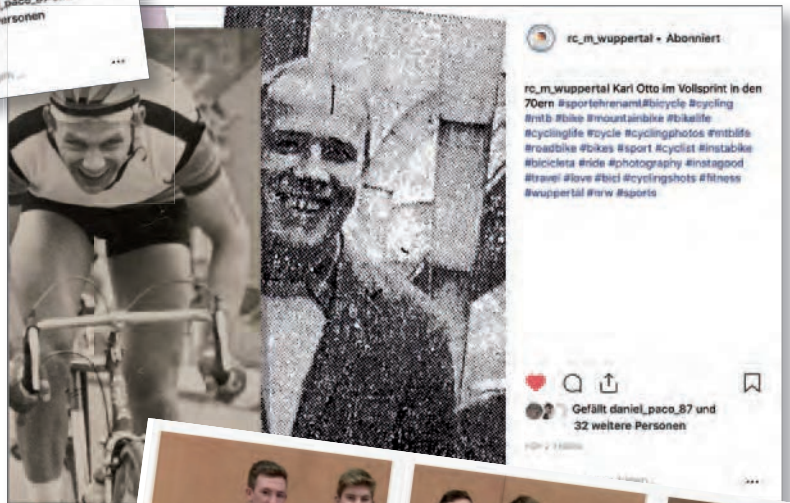 ersonen
rc_m_wuppertal • Abonniert
rc_m_wuppertal Karl Otto im Vollsprint in den
70ern #sportehrenamt#bicycle #cycling
#mtb #bike #mountainbike #bikelife
#cyclinglife #cycle #cyclingphotos #mtblife
#roadbike #bikes #sport #cyclist #instabike
#bicicleta #ride #photography #instagood
#travel #love #bicl #cyclingshots #fitness
#wuppertal #nrw #sports
Gefällt daniel_paco_87 und
32 weitere Personen